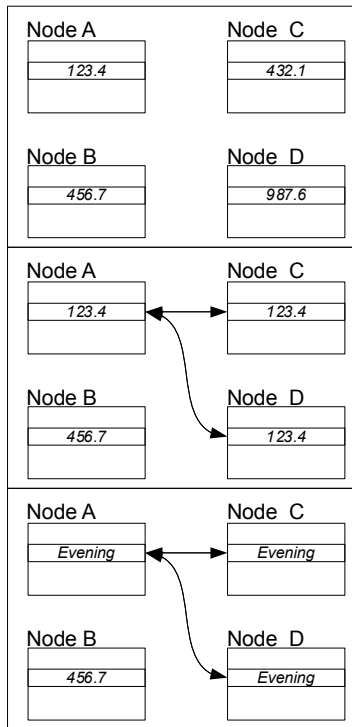 Node A Node C
123.4 432.1
Node B Node D
456.7 987.6
Node A Node C
123.4 123.4
Node B Node D
456.7 123.4
Node A Node C
Evening Evening
Node B Node D
456.7 Evening